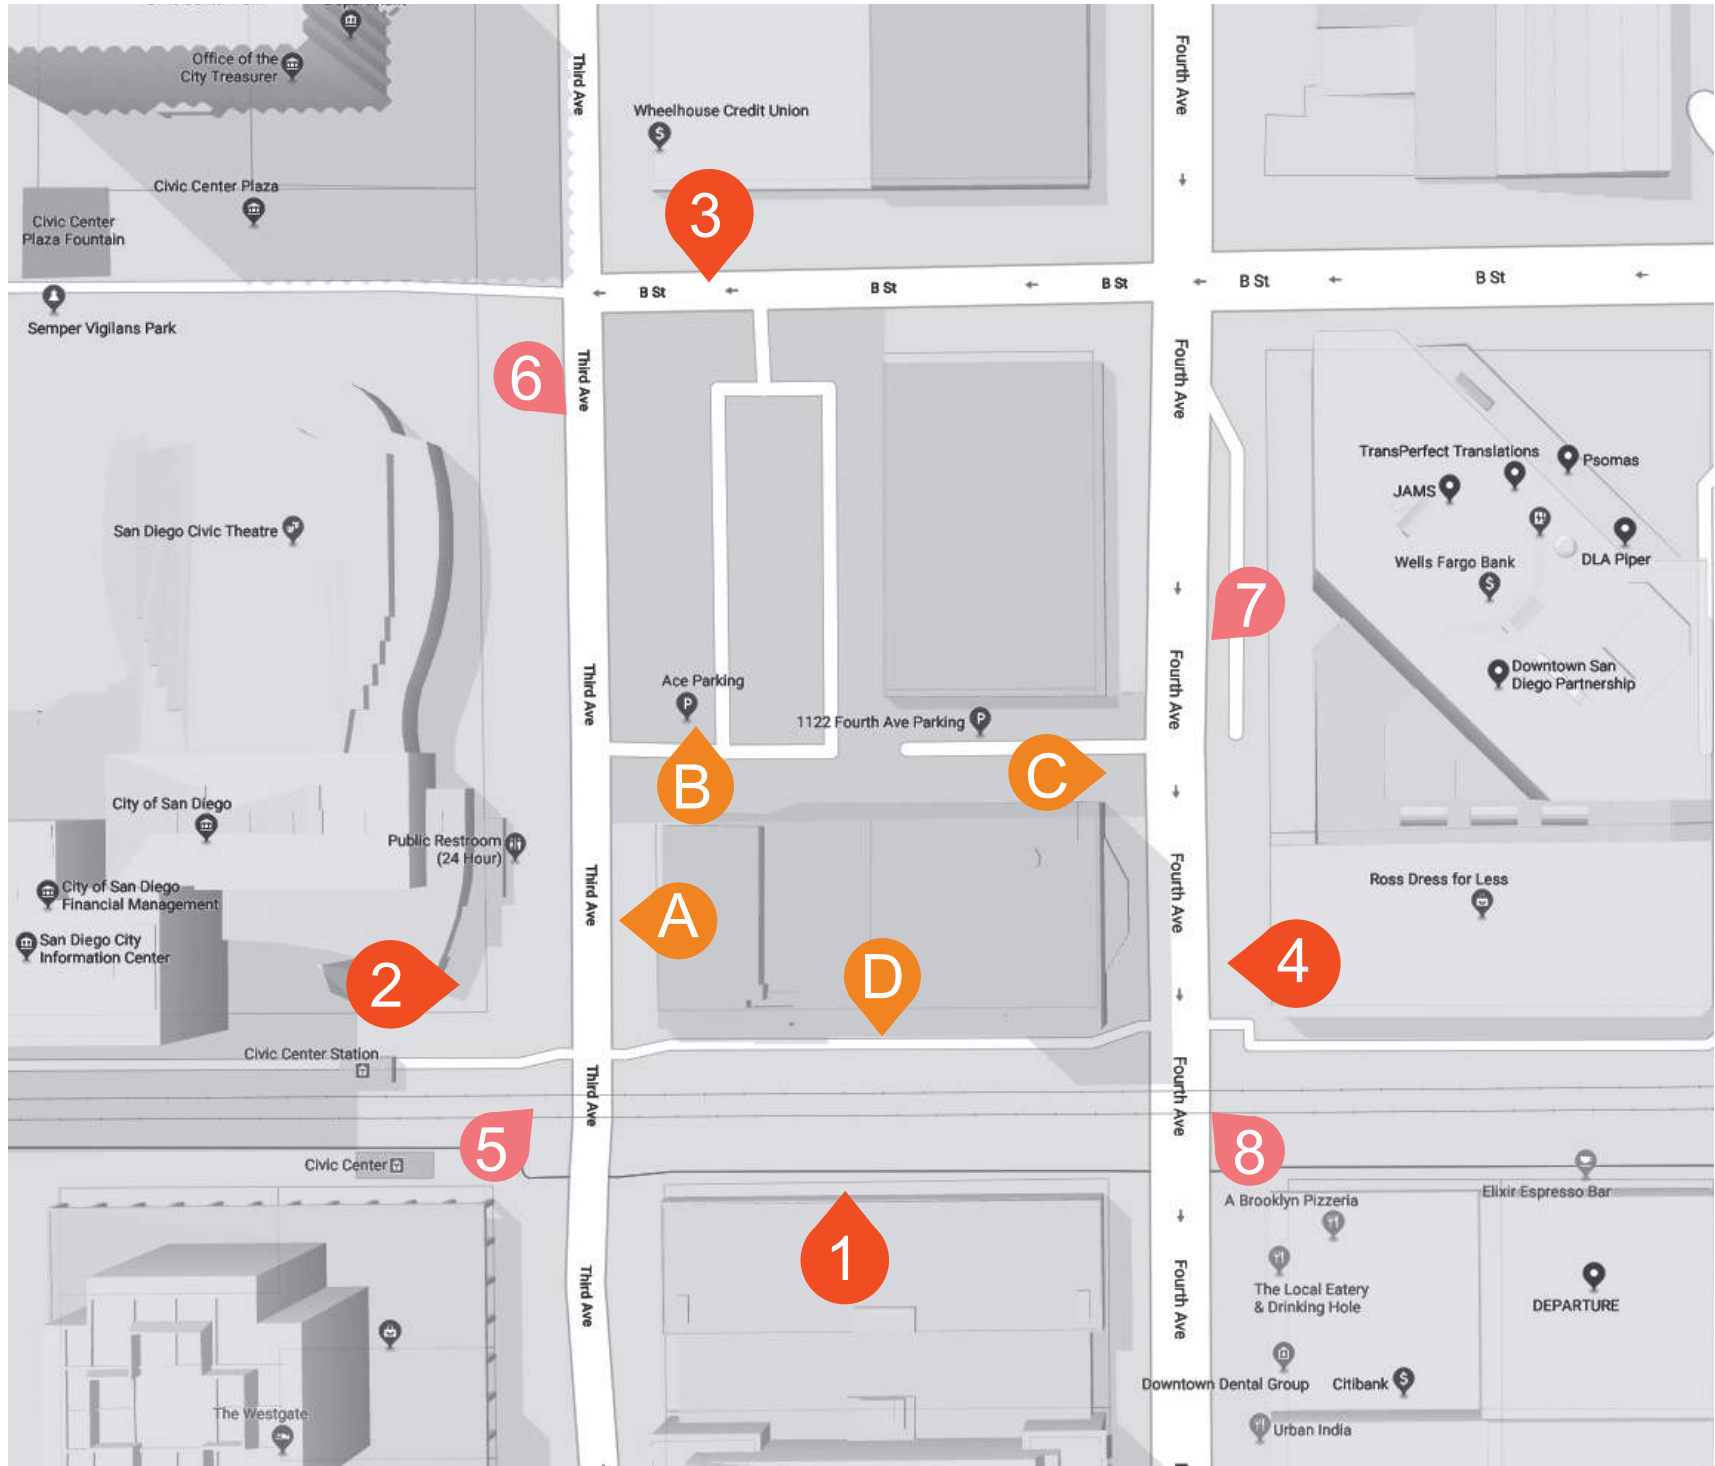 Office of the
City Treasurer
Third Ave
Fourth Ave
Wheelhouse Credit Union
Civic Center Plaza
Civic Center
Plaza Fountain
3
B St
B St
B St
B St
B St
Semper Vigilans Park
6
Third Ave
Fourth Ave
TransPerfect Translations
Psomas
JAMS
San Diego Civic Theatre
Wells Fargo Bank
DLA Piper
7
Third Ave
Ace Parking
Fourth Ave
Downtown San
Diego Partnership
1122 Fourth Ave Parking
B
C
City of San Diego
Public Restroom
(24 Hour)
Third Ave
Fourth Ave
Ross Dress for Less
City of San Diego
Financial Management
A
San Diego City
Information Center
2
D
4
Civic Center Station
Third Ave
Fourth Ave
5
8
Civic Center
Elixir Espresso Bar
A Brooklyn Pizzeria
1
Third Ave
Fourth Ave
The Local Eatery
& Drinking Hole
DEPARTURE
Downtown Dental Group
Citibank
The Westgate
Urban India